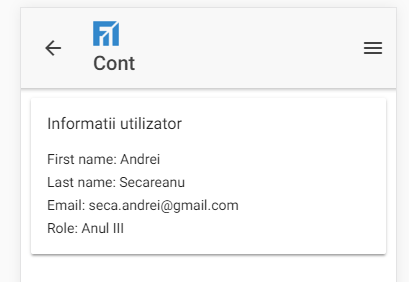 Cont
Informatii utilizator
First name: Andrei
Last name: Secareanu
Email: seca.andrei@gmail.com
Role: Anul III